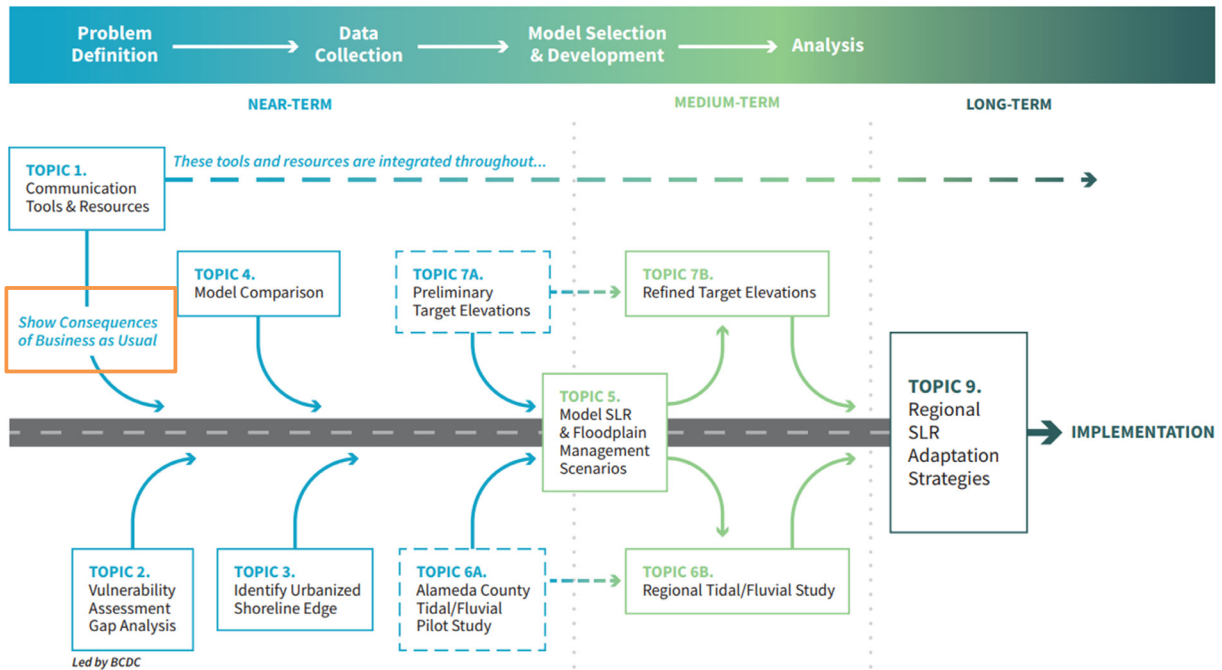 Problem
Definition
Data
Collection
Model Selection
& Development
Analysis
NEAR-TERM
MEDIUM-TERM
LONG-TERM
TOPIC 1.
Communication
Tools & Resources
These tools and resources are integrated throughout...
Show Consequences
of Business as Usual
TOPIC 4.
Model Comparison
TOPIC 7A.
Preliminary
Target Elevations
TOPIC 7B.
Refined Target Elevations
TOPIC 5.
Model SLR
& Floodplain
Management
Scenarios
TOPIC 9.
Regional
SLR
Adaptation
Strategies
IMPLEMENTATION
TOPIC 2.
Vulnerability
Assessment
Gap Analysis
Led by BCDC
TOPIC 3.
Identify Urbanized
Shoreline Edge
TOPIC 6A.
Alameda County
Tidal/Fluvial
Pilot Study
TOPIC 6B.
Regional Tidal/Fluvial Study